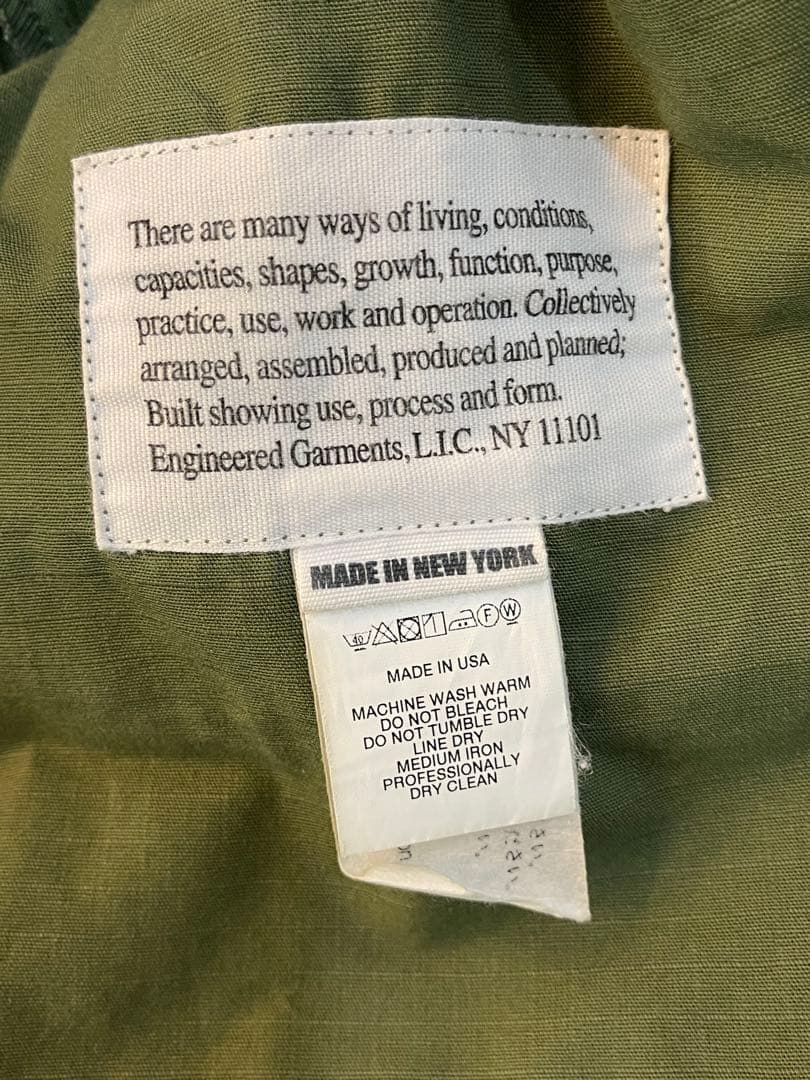 There are many ways of living, conditions,
capacities, shapes, growth, function, purpose,
practice, use, work and operation. Collectively
arranged, assembled, produced and planned;
Built showing use, process and form.
Engineered Garments, L.I.C., NY 11101
MADE IN NEW YORK
40 F W
MADE IN USA
MACHINE WASH WARM
DO NOT BLEACH
DO NOT TUMBLE DRY
LINE DRY
MEDIUM IRON
PROFESSIONALLY
DRY CLEAN